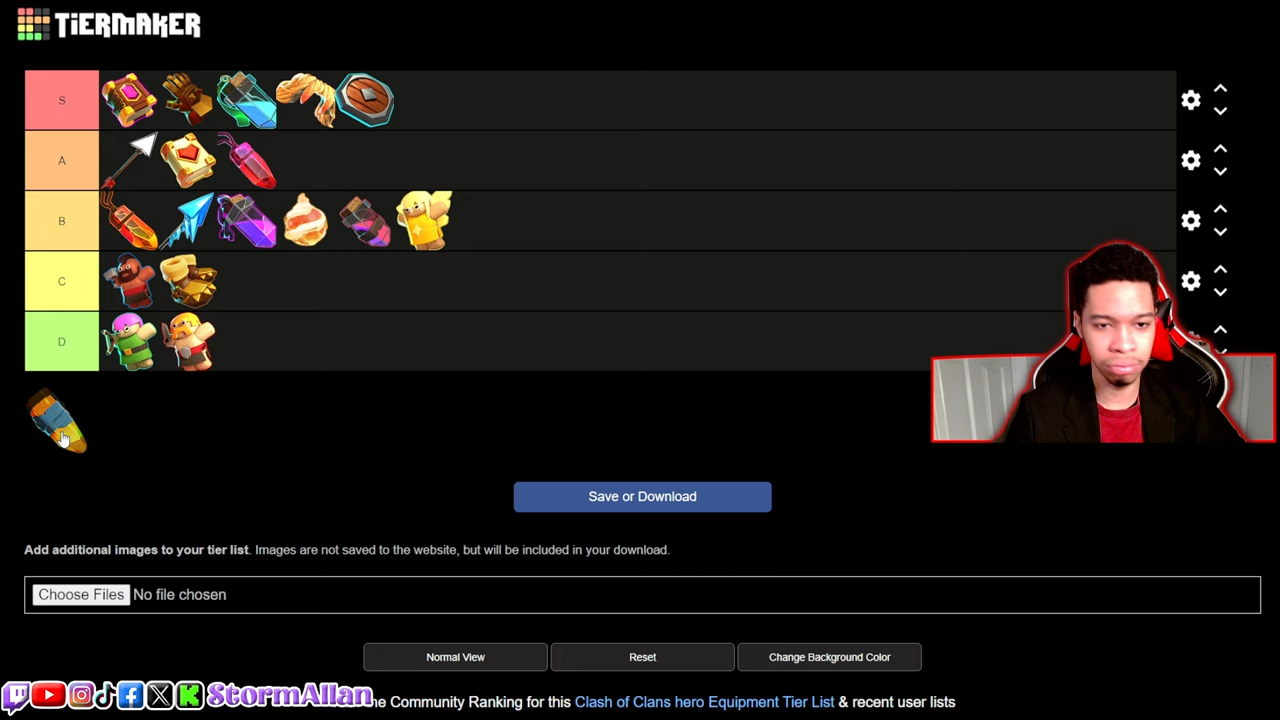 TiERMAKER
S
A
B
C
D
Save or Download
Add additional images to your tier list. Images are not saved to the website, but will be included in your download.
Choose Files No file chosen
Normal View
Reset
Change Background Color
StormAllan
ne Community Ranking for this Clash of Clans hero Equipment Tier List & recent user lists